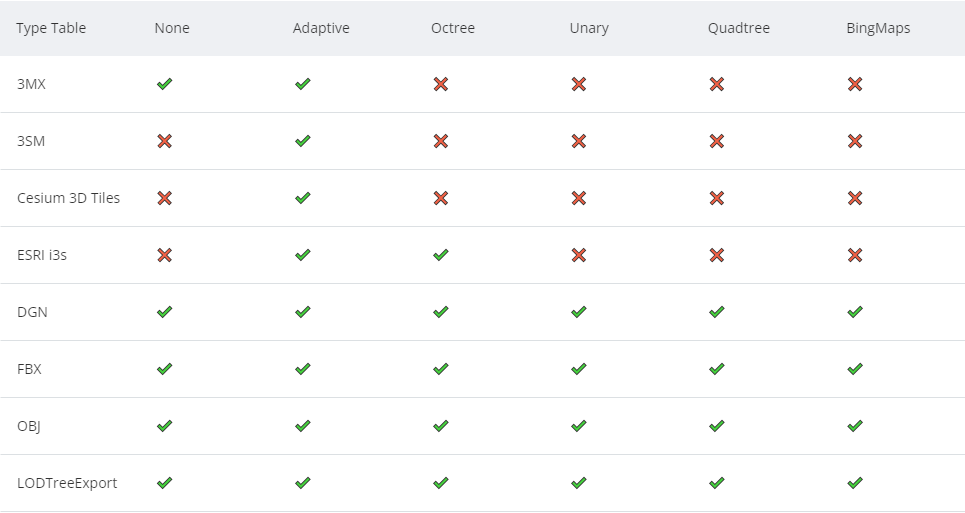 Type Table None Adaptive Octree Unary Quadtree BingMaps
3MX
3SM
Cesium 3D Tiles
ESRI i3s
DGN
FBX
OBJ
LODTreeExport